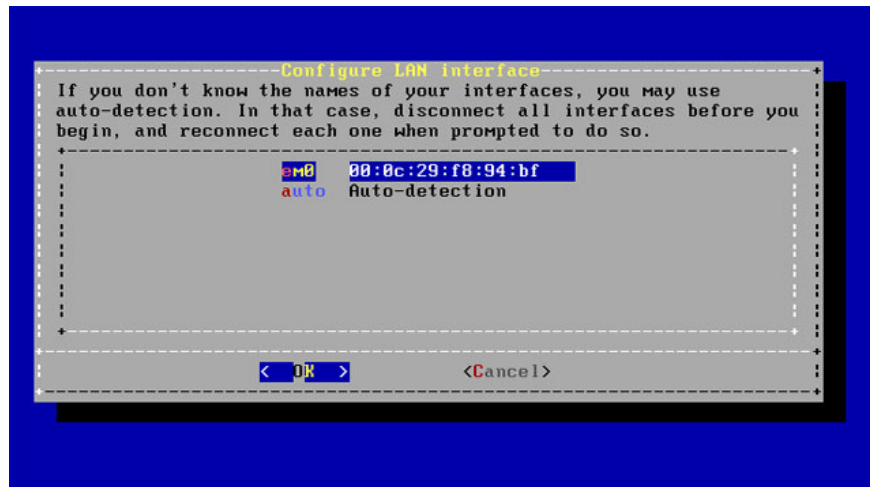 Configure LAN interface
If you don't know the names of your interfaces, you may use
auto-detection. In that case, disconnect all interfaces before you
begin, and reconnect each one when prompted to do so.
em0 00:0c:29:f8:94:bf
auto Auto-detection
< OK > <Cancel>